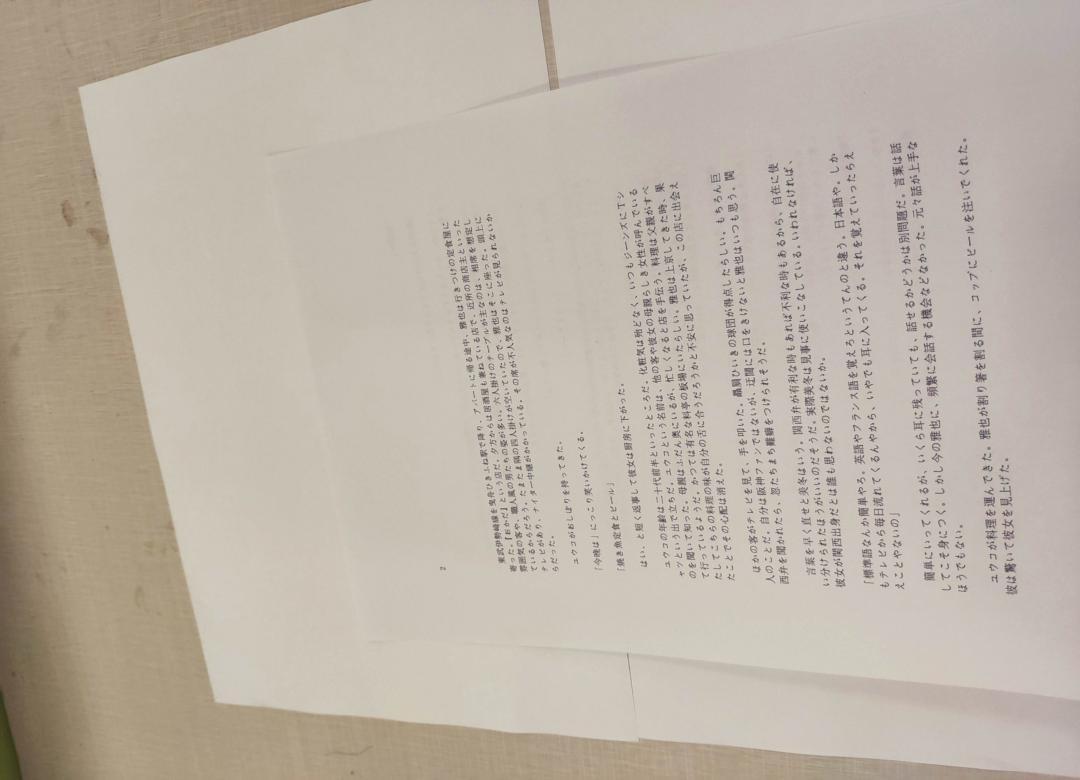 2
東武伊勢崎線を曳舟ひきふね駅で降り、アパートに帰る途中、雅也は行きつけの定食屋に
寄った。『おかだ』という店だ。夕方からは居酒屋も兼ねている店で、近所の商店主といった
雰囲気の客や、職人風の男たちの姿が多い。六人掛けのテーブルが主なのは、相席を想定し
ているからだろう。たまたま隅の四人掛けが空いていたので、雅也はそこに座った。頭上に
テレビがあり、ナイター中継がかかっている。その席が不人気なのはテレビが見られないか
らだった。
ユウコがおしぼりを持ってきた。
「今晩は」にっこり笑いかけてくる。
「焼き魚定食とビール」
はい、と短く返事して彼女は厨房に下がった。
ユウコの年齢は二十代前半といったところだ。化粧気は殆どなく、いつもジーンズにTシ
ャツという出で立ちだ。ユウコという名前は、他の客や彼女の母親らしき女性が呼んでいる
のを聞いて知った。母親はふだん奥にいるが、忙しくなると店を手伝う。料理は父親がすべ
て行っているようだ。かつては有名な料亭の板場にいたらしい。雅也は上京してきた時、果
たしてこちらの料理の味が自分の舌に合うだろうかと不安に思っていたが、この店に出会え
たことでその心配は消えた。
ほかの客がテレビを見て、手を叩いた。贔屓ひいきの球団が得点したらしい。もちろん巨
人のことだ。自分は阪神ファンではないが、迂闊には口をきけないと雅也はいつも思う。関
西弁を聞かれたら、忽たちまち難癖をつけられそうだ。
言葉を早く直せと美冬はいう。関西弁が有利な時もあれば不利な時もあるから、自在に使
い分けられたほうがいいのだそうだ。実際美冬は見事に使いこなしている。いわれなければ、
彼女が関西出身だとは誰も思わないのではないか。
「標準語なんか簡単やろ。英語やフランス語を覚えろというてんのと違う。日本語や。しか
もテレビから毎日流れてくるんやから、いやでも耳に入ってくる。それを覚えていったらえ
えことやないの」
簡単にいってくれるが、いくら耳に残っていても、話せるかどうかは別問題だ。言葉は話
してこそ身につく。しかし今の雅也に、頻繁に会話する機会などなかった。元々話が上手な
ほうでもない。
ユウコが料理を運んできた。雅也が割り箸を割る間に、コップにビールを注いでくれた。
彼は驚いて彼女を見上げた。